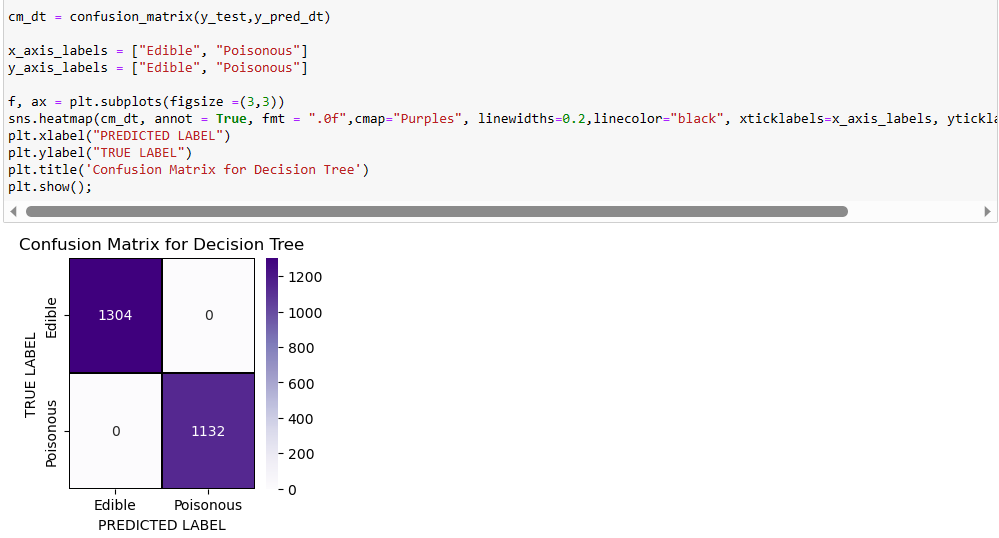 cm_dt = confusion_matrix(y_test,y_pred_dt)
x_axis_labels = ["Edible", "Poisonous"]
y_axis_labels = ["Edible", "Poisonous"]
f, ax = plt.subplots(figsize =(3,3))
sns.heatmap(cm_dt, annot = True, fmt = ".0f",cmap="Purples", linewidths=0.2,linecolor="black", xticklabels=x_axis_labels, ytickla
plt.xlabel("PREDICTED LABEL")
plt.ylabel("TRUE LABEL")
plt.title('Confusion Matrix for Decision Tree')
plt.show();
Confusion Matrix for Decision Tree
TRUE LABEL
Edible
1304
0
Poisonous
0
1132
Edible
Poisonous
PREDICTED LABEL
1200
1000
800
600
400
200
0